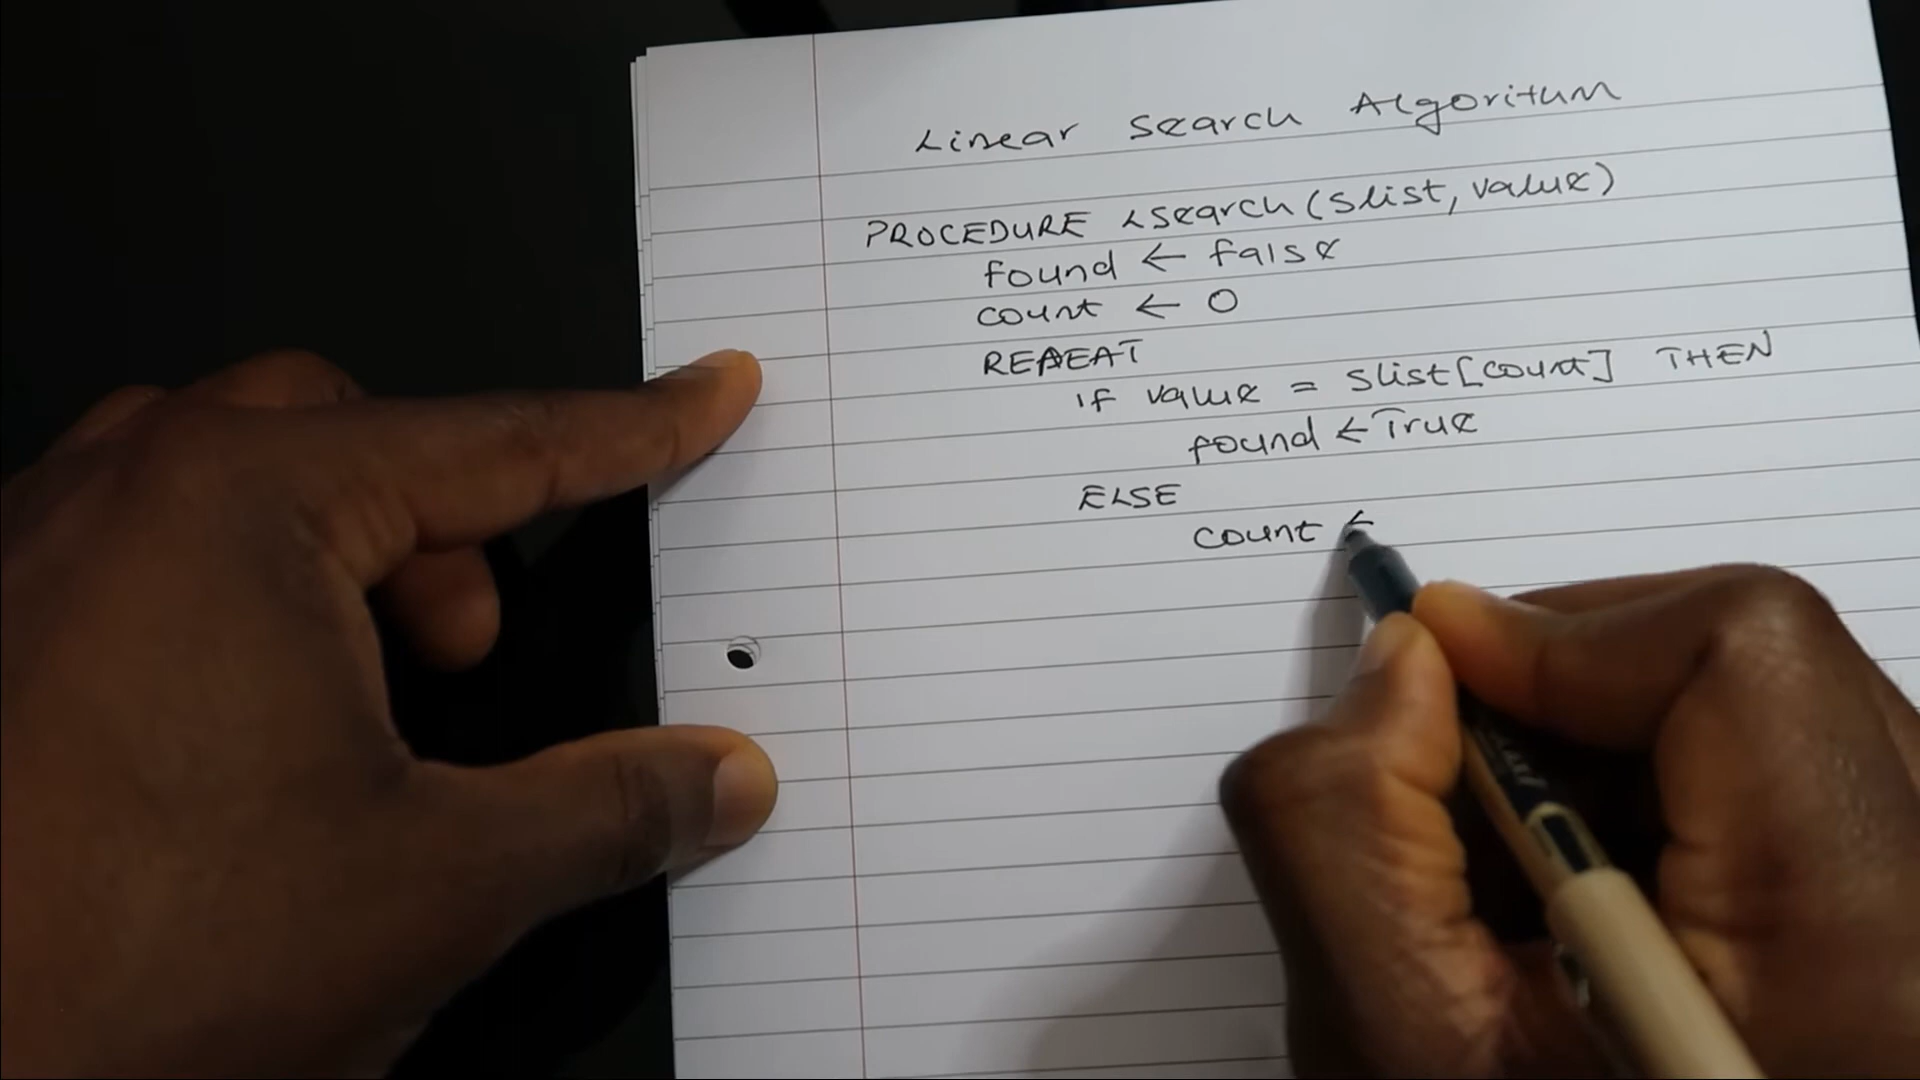 Linear Search Algorithm
PROCEDURE Lsearch(slist, value)
found ← false
count ← 0
REPEAT
if value = slist[count] THEN
found ← True
ELSE
count ←